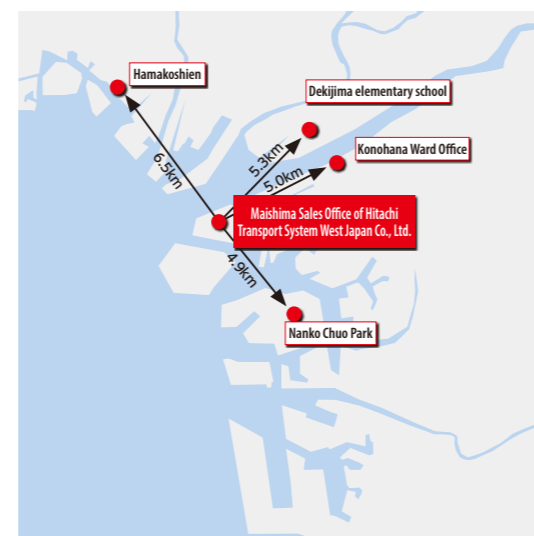 Hamakoshien
Dekijima elementary school
Konohana Ward Office
6.5km
5.3km
5.0km
Maishima Sales Office of Hitachi
Transport System West Japan Co., Ltd.
4.9km
Nanko Chuo Park